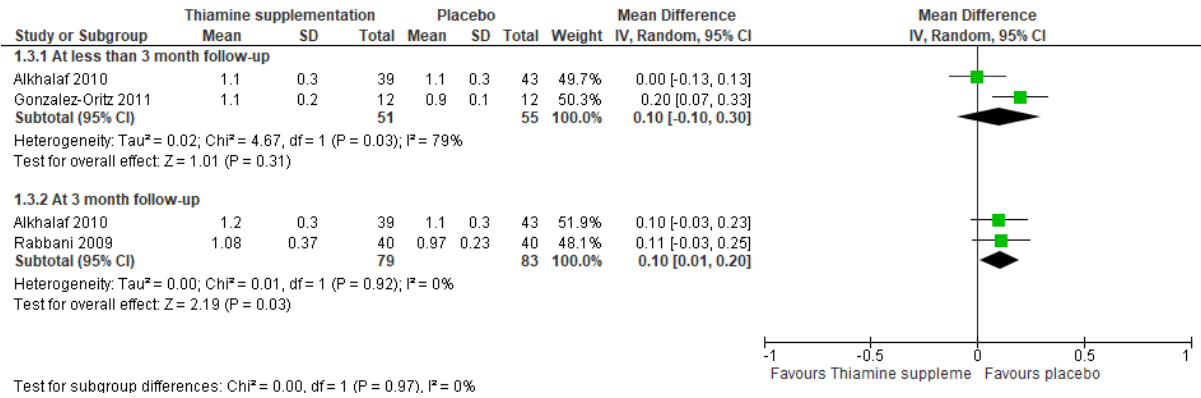 Thiamine supplementation Placebo Mean Difference Mean Difference
Study or Subgroup Mean SD Total Mean SD Total Weight IV, Random, 95% CI IV, Random, 95% CI
1.3.1 At less than 3 month follow-up
Alkhalaf 2010 1.1 0.3 39 1.1 0.3 43 49.7% 0.00 [-0.13, 0.13]
Gonzalez-Oritz 2011 1.1 0.2 12 0.9 0.1 12 50.3% 0.20 [0.07, 0.33]
Subtotal (95% CI) 51 55 100.0% 0.10 [-0.10, 0.30]
Heterogeneity: Tau² = 0.02; Chi² = 4.67, df = 1 (P = 0.03); I² = 79%
Test for overall effect: Z = 1.01 (P = 0.31)
1.3.2 At 3 month follow-up
Alkhalaf 2010 1.2 0.3 39 1.1 0.3 43 51.9% 0.10 [-0.03, 0.23]
Rabbani 2009 1.08 0.37 40 0.97 0.23 40 48.1% 0.11 [-0.03, 0.25]
Subtotal (95% CI) 79 83 100.0% 0.10 [0.01, 0.20]
Heterogeneity: Tau² = 0.00; Chi² = 0.01, df = 1 (P = 0.92); I² = 0%
Test for overall effect: Z = 2.19 (P = 0.03)
-1 -0.5 0 0.5 1
Favours Thiamine suppleme Favours placebo
Test for subgroup differences: Chi² = 0.00, df = 1 (P = 0.97), I² = 0%